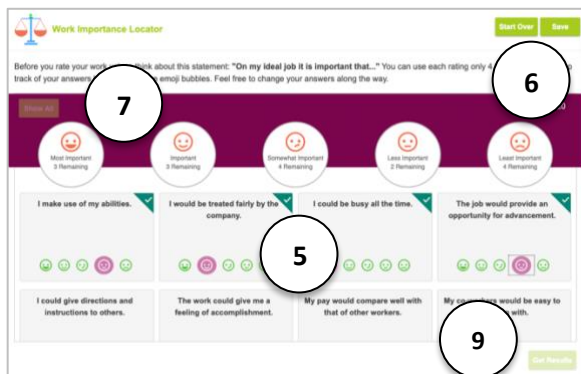 Work Importance Locator
Start Over
Save
Before you rate your work think about this statement: "On my ideal job it is important that..." You can use each rating only 4
track of your answers emoji bubbles. Feel free to change your answers along the way.
6
7
Show All
Most Important
3 Remaining
Important
3 Remaining
Somewhat Important
4 Remaining
Less Important
2 Remaining
Least Important
4 Remaining
I make use of my abilities.
I would be treated fairly by the
company.
I could be busy all the time.
The job would provide an
opportunity for advancement.
5
I could give directions and
instructions to others.
The work could give me a
feeling of accomplishment.
My pay would compare well with
that of other workers.
My would be easy to
with.
9
Get Results